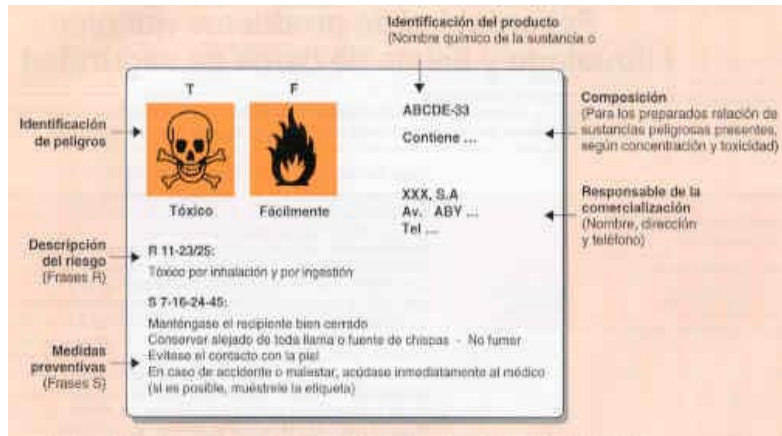 Identificación del producto
(Nombre químico de la sustancia o
T
F
ABCDE-33
Contiene ...
Identificación
de peligros
Composición
(Para los preparados relación de
sustancias peligrosas presentes,
según concentración y toxicidad)
Tóxico
Fácilmente
XXX, S.A
Av. ABY ...
Tel ...
Responsable de la
comercialización
(Nombre, dirección
y teléfono)
Descripción
del riesgo
(Frases R)
R 11-23/25:
Tóxico por inhalación y por ingestión
S 7-16-24-45:
Manténgase el recipiente bien cerrado
Conservar alejado de toda llama o fuente de chispas - No fumar
Evítese el contacto con la piel
En caso de accidente o malestar, acúdase inmediatamente al médico
(si es posible, muéstrele la etiqueta)
Medidas
preventivas
(Frases S)